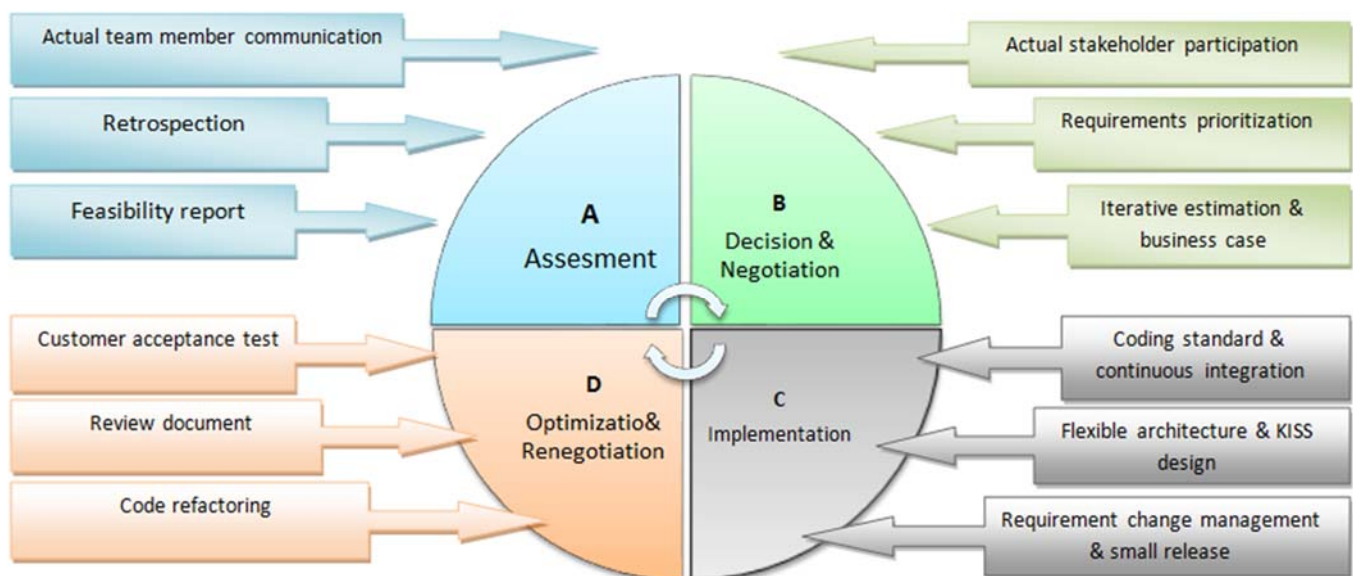 Actual team member communication
Retrospection
Feasibility report
A
Assesment
Actual stakeholder participation
Requirements prioritization
Iterative estimation &
business case
B
Decision &
Negotiation
Customer acceptance test
Review document
Code refactoring
D
Optimizatio&
Renegotiation
Coding standard &
continuous integration
Flexible architecture & KISS
design
Requirement change management
& small release
C
Implementation